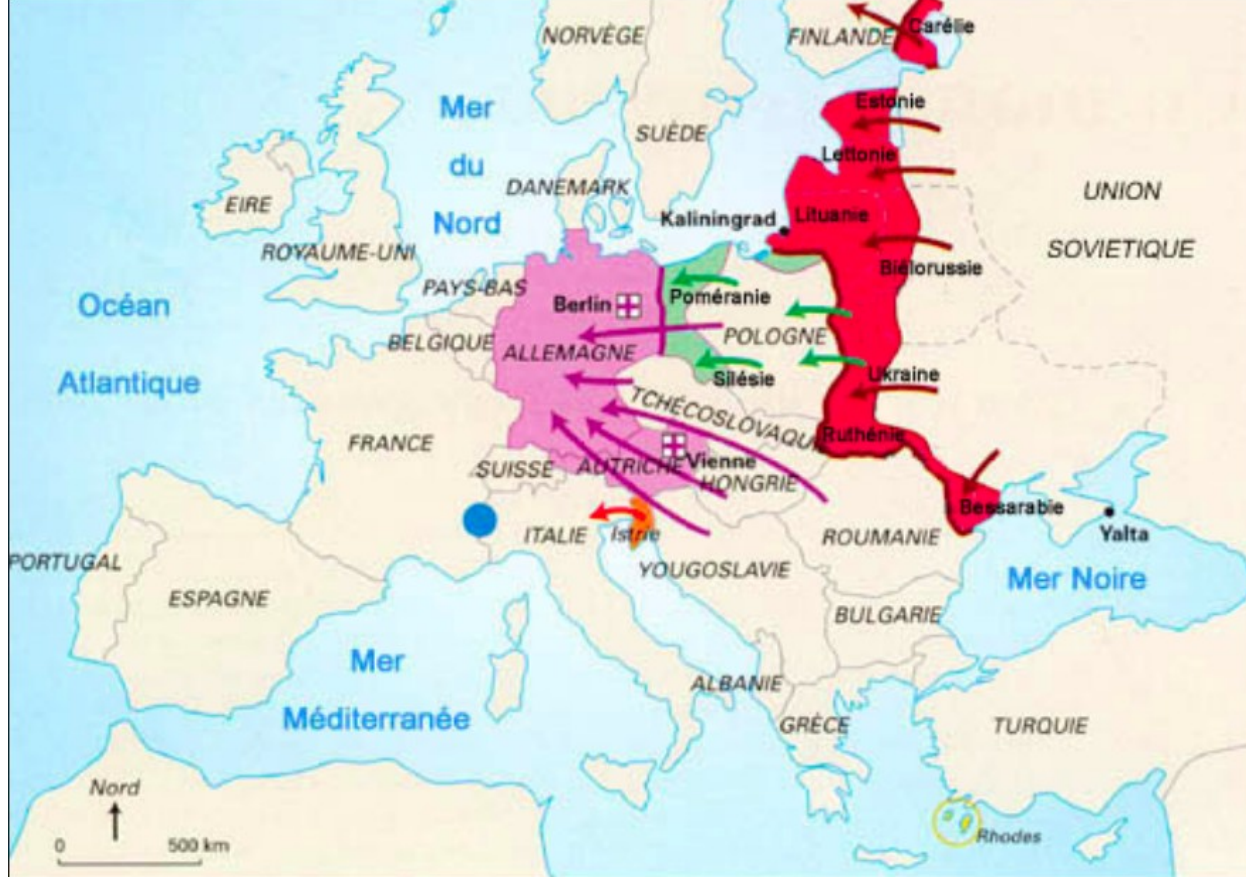 NORVÈGE
FINLANDE
Carélie
Mer
du
Nord
SUÈDE
Estonie
Lettonie
DANEMARK
EIRE
Kaliningrad
Lituanie
UNION
SOVIETIQUE
ROYAUME-UNI
Biélorussie
PAYS-BAS
Océan
Atlantique
Berlin
Poméranie
BELGIQUE
ALLEMAGNE
POLOGNE
Silésie
Ukraine
TCHÉCOSLOVAQUI
FRANCE
Ruthénie
SUISSE
AUTRICHE
Vienne
HONGRIE
Bessarabie
ITALIE
Istrie
ROUMANIE
Yalta
PORTUGAL
ESPAGNE
YOUGOSLAVIE
Mer Noire
BULGARIE
Mer
Méditerranée
ALBANIE
GRÈCE
TURQUIE
Nord
Rhodes
0 500 km